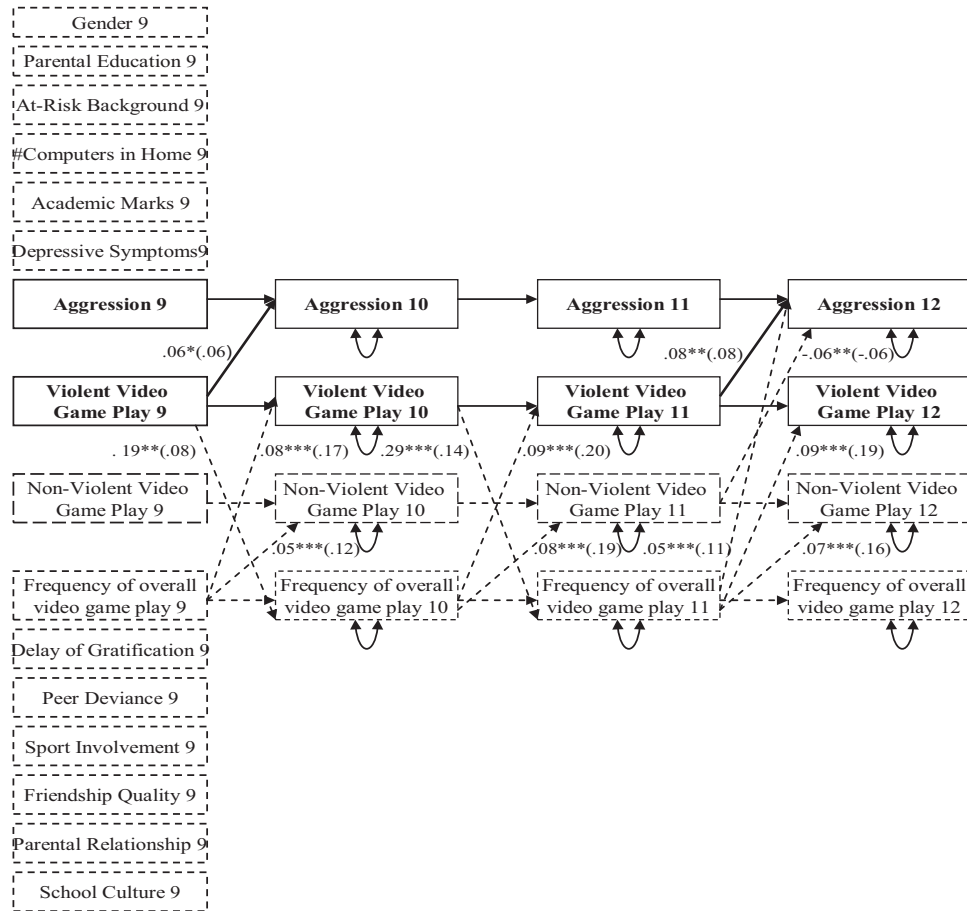 Gender 9
Parental Education 9
At-Risk Background 9
#Computers in Home 9
Academic Marks 9
Depressive Symptoms9
Aggression 9
Aggression 10
Aggression 11
Aggression 12
.06*(.06)
.08**(.08)
-.06**(-.06)
Violent Video
Game Play 9
Violent Video
Game Play 10
Violent Video
Game Play 11
Violent Video
Game Play 12
. 19**(.08)
.08***(.17)
.29***(.14)
.09***(.20)
.09***(.19)
Non-Violent Video
Game Play 9
Non-Violent Video
Game Play 10
Non-Violent Video
Game Play 11
Non-Violent Video
Game Play 12
.05***(.12)
.08***(.19)
.05***(.11)
.07***(.16)
Frequency of overall
video game play 9
Frequency of overall
video game play 10
Frequency of overall
video game play 11
Frequency of overall
video game play 12
Delay of Gratification 9
Peer Deviance 9
Sport Involvement 9
Friendship Quality 9
Parental Relationship 9
School Culture 9